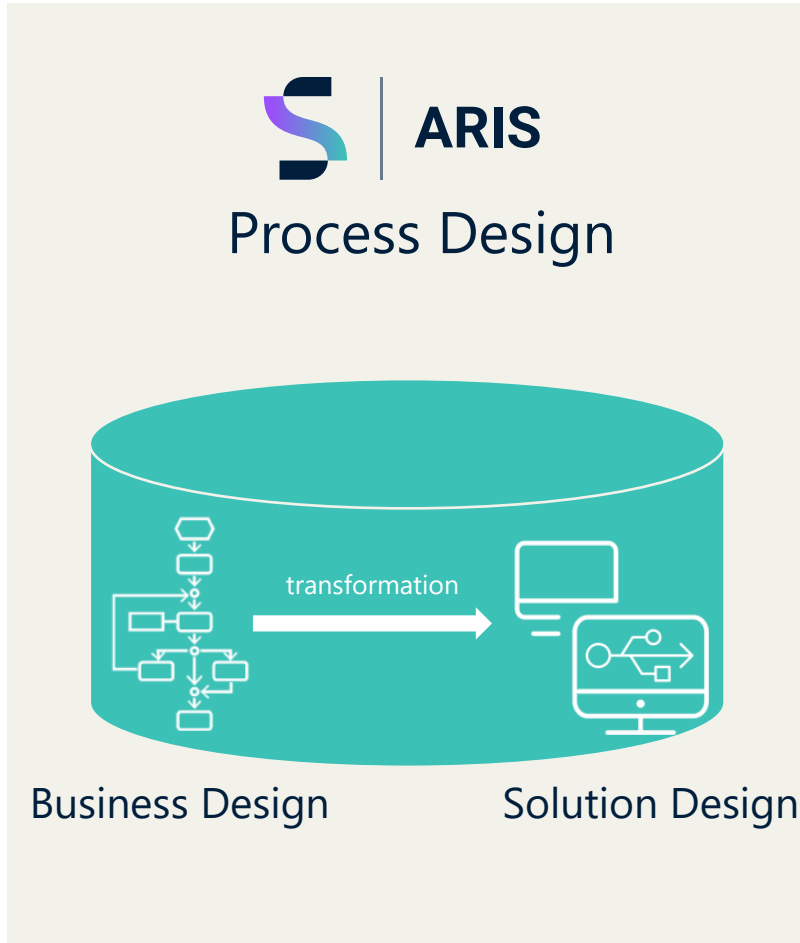 ARIS
Process Design
transformation
Business Design
Solution Design